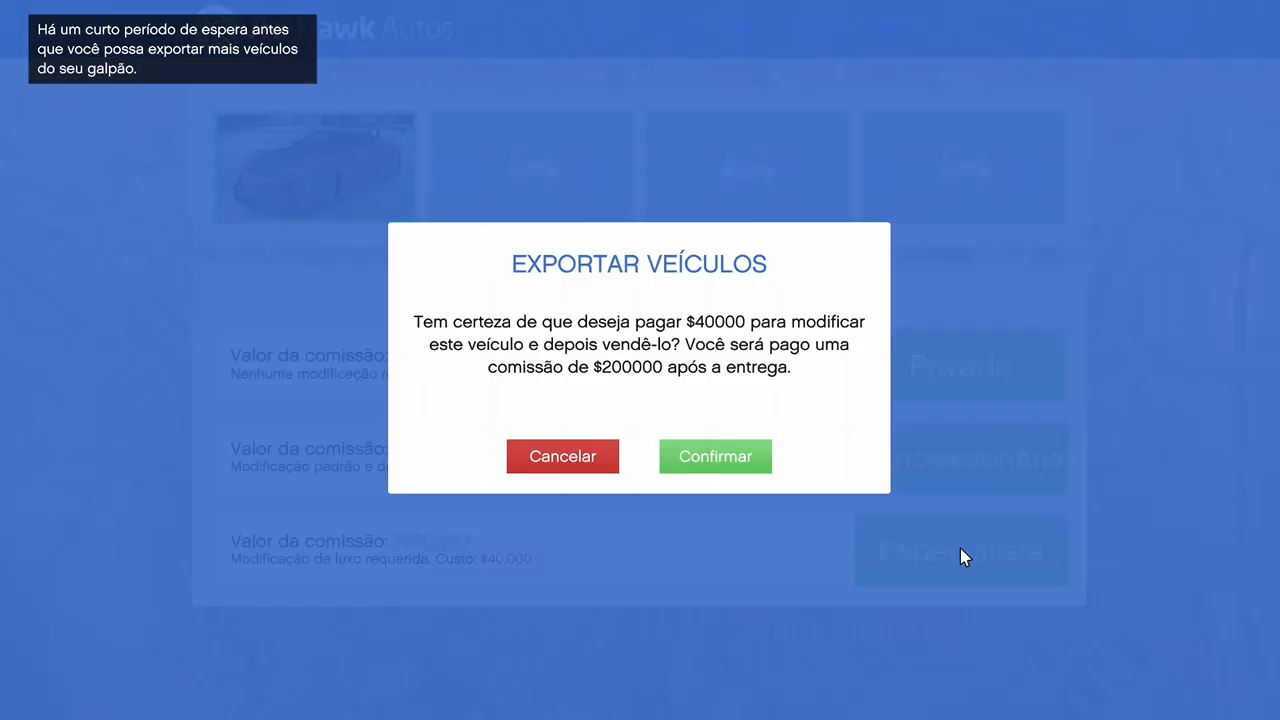 Há um curto período de espera antes
que você possa exportar mais veículos
do seu galpão.
awk Autos
EXPORTAR VEÍCULOS
Tem certeza de que deseja pagar $40000 para modificar
este veículo e depois vendê-lo? Você será pago uma
comissão de $200000 após a entrega.
Cancelar
Confirmar
Valor da comissão:
Nenhuma modificação
Privado
Valor da comissão:
Modificação padrão e
Valor da comissão:
Modificação de luxo requerida. Custo: $40.000
Especialista